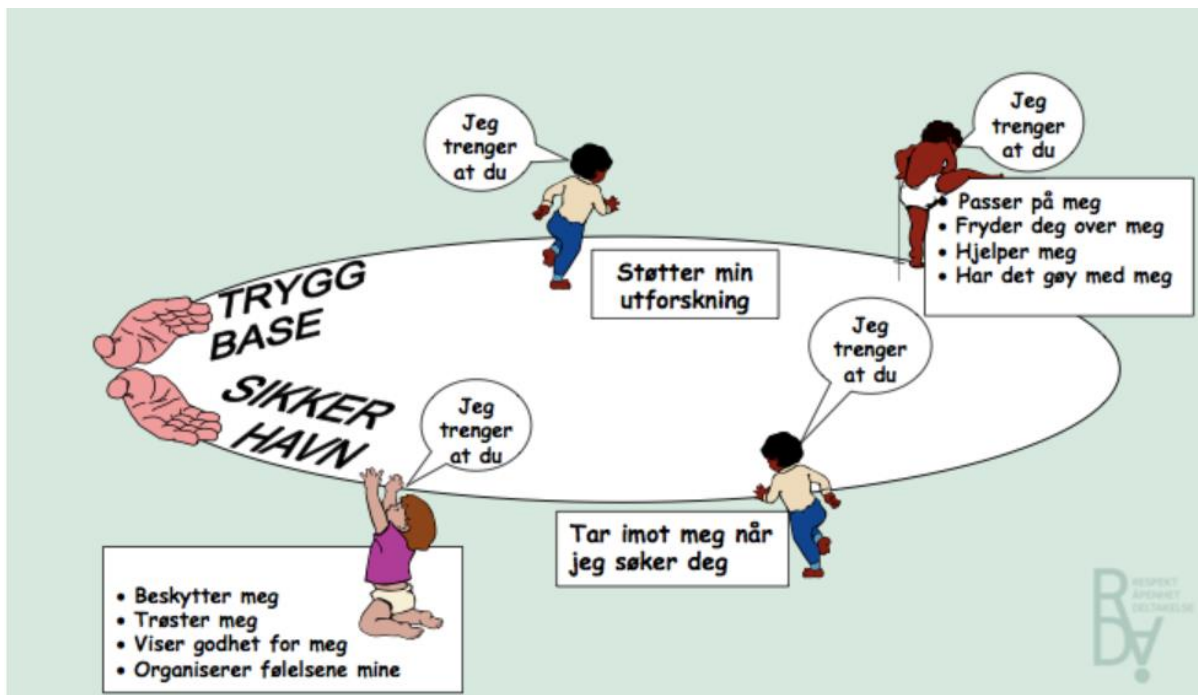 Jeg
trenger
at du
Jeg
trenger
at du
• Passer på meg
• Fryder deg over meg
• Hjelper meg
• Har det gøy med meg
Støtter min
utforskning
TRYGG
BASE
SIKKER
HAVN
Jeg
trenger
at du
Jeg
trenger
at du
Tar imot meg når
jeg søker deg
• Beskytter meg
• Trøster meg
• Viser godhet for meg
• Organiserer følelsene mine
RESPEKT
ÅPENHET
DELTAKELSE